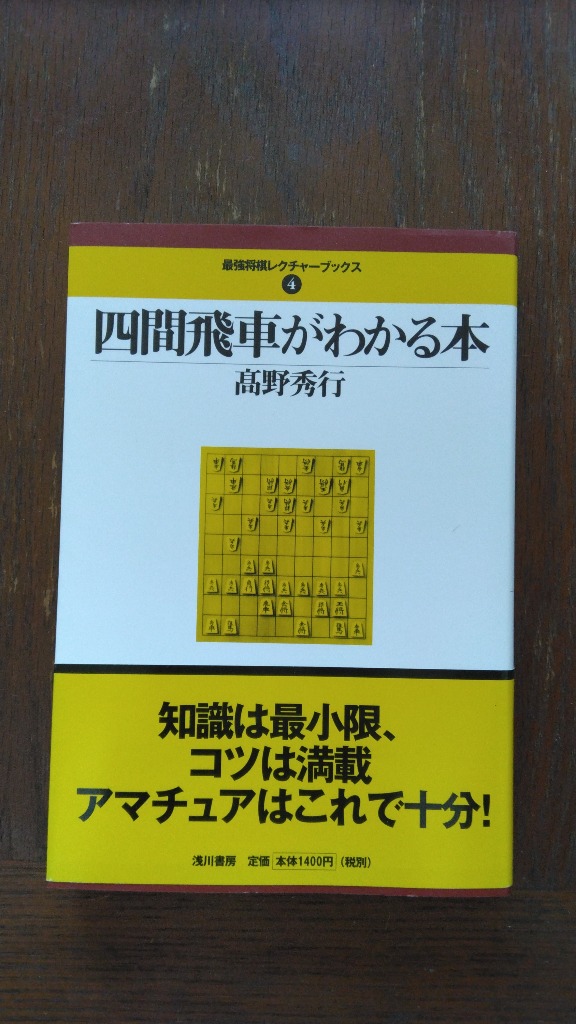 最強将棋レクチャーブックス
4
四間飛車がわかる本
髙野秀行
知識は最小限、
コツは満載
アマチュアはこれで十分!
浅川書房 定価 本体1400円 (税別)